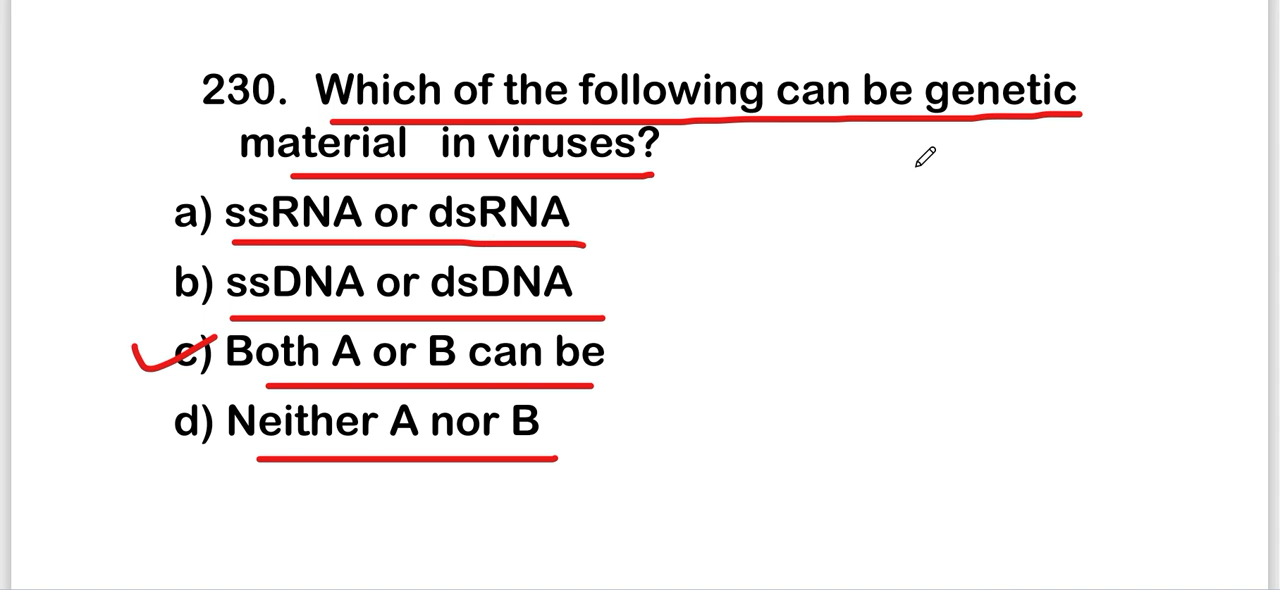 230. Which of the following can be genetic
material in viruses?
a) ssRNA or dsRNA
b) ssDNA or dsDNA
c) Both A or B can be
d) Neither A nor B